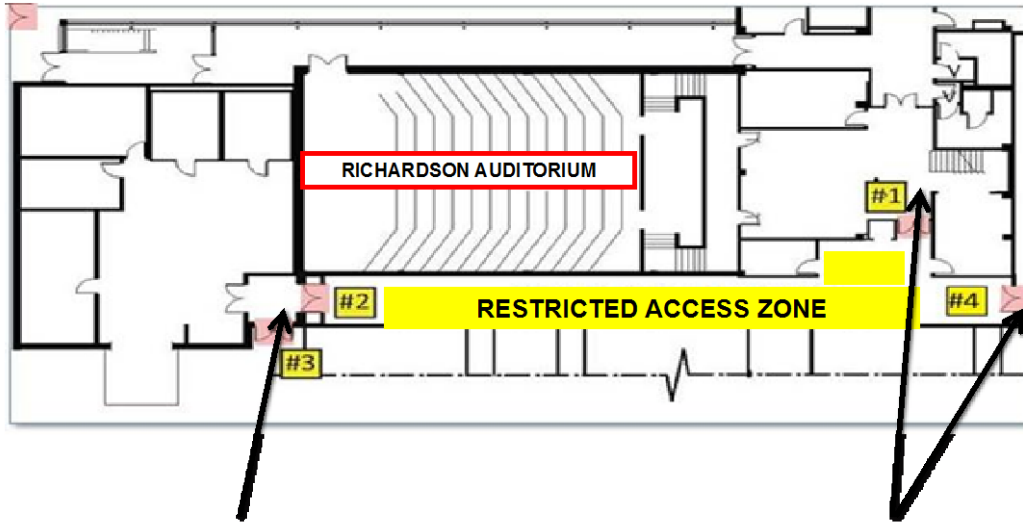 RICHARDSON AUDITORIUM
#1
#2
RESTRICTED ACCESS ZONE
#4
#3